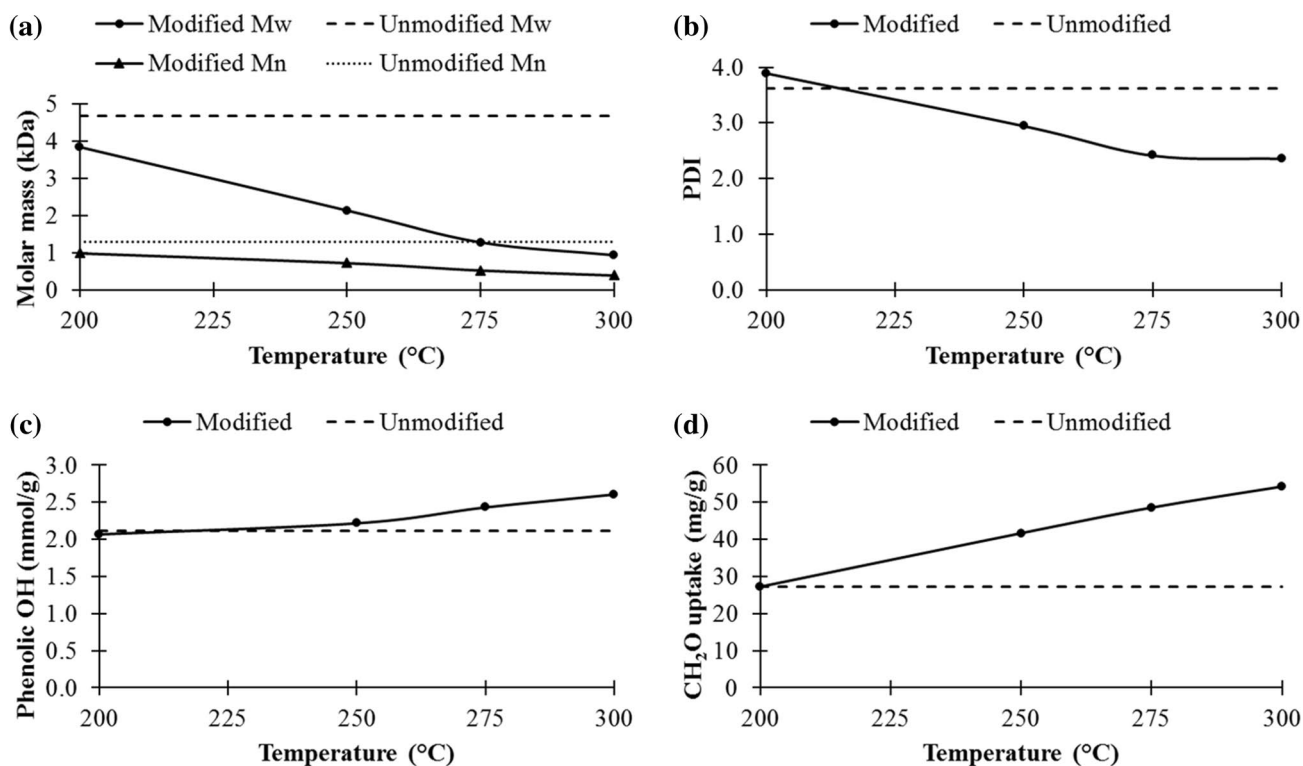 (a)
Modified Mw
Unmodified Mw
Modified Mn
Unmodified Mn
Molar mass (kDa)
5
4
3
2
1
0
200 225 250 275 300
Temperature (°C)
(b)
Modified
Unmodified
PDI
4.0
3.0
2.0
1.0
0.0
200 225 250 275 300
Temperature (°C)
(c)
Modified
Unmodified
Phenolic OH (mmol/g)
3.0
2.5
2.0
1.5
1.0
0.5
0.0
200 225 250 275 300
Temperature (°C)
(d)
Modified
Unmodified
CH₂O uptake (mg/g)
60
50
40
30
20
10
0
200 225 250 275 300
Temperature (°C)